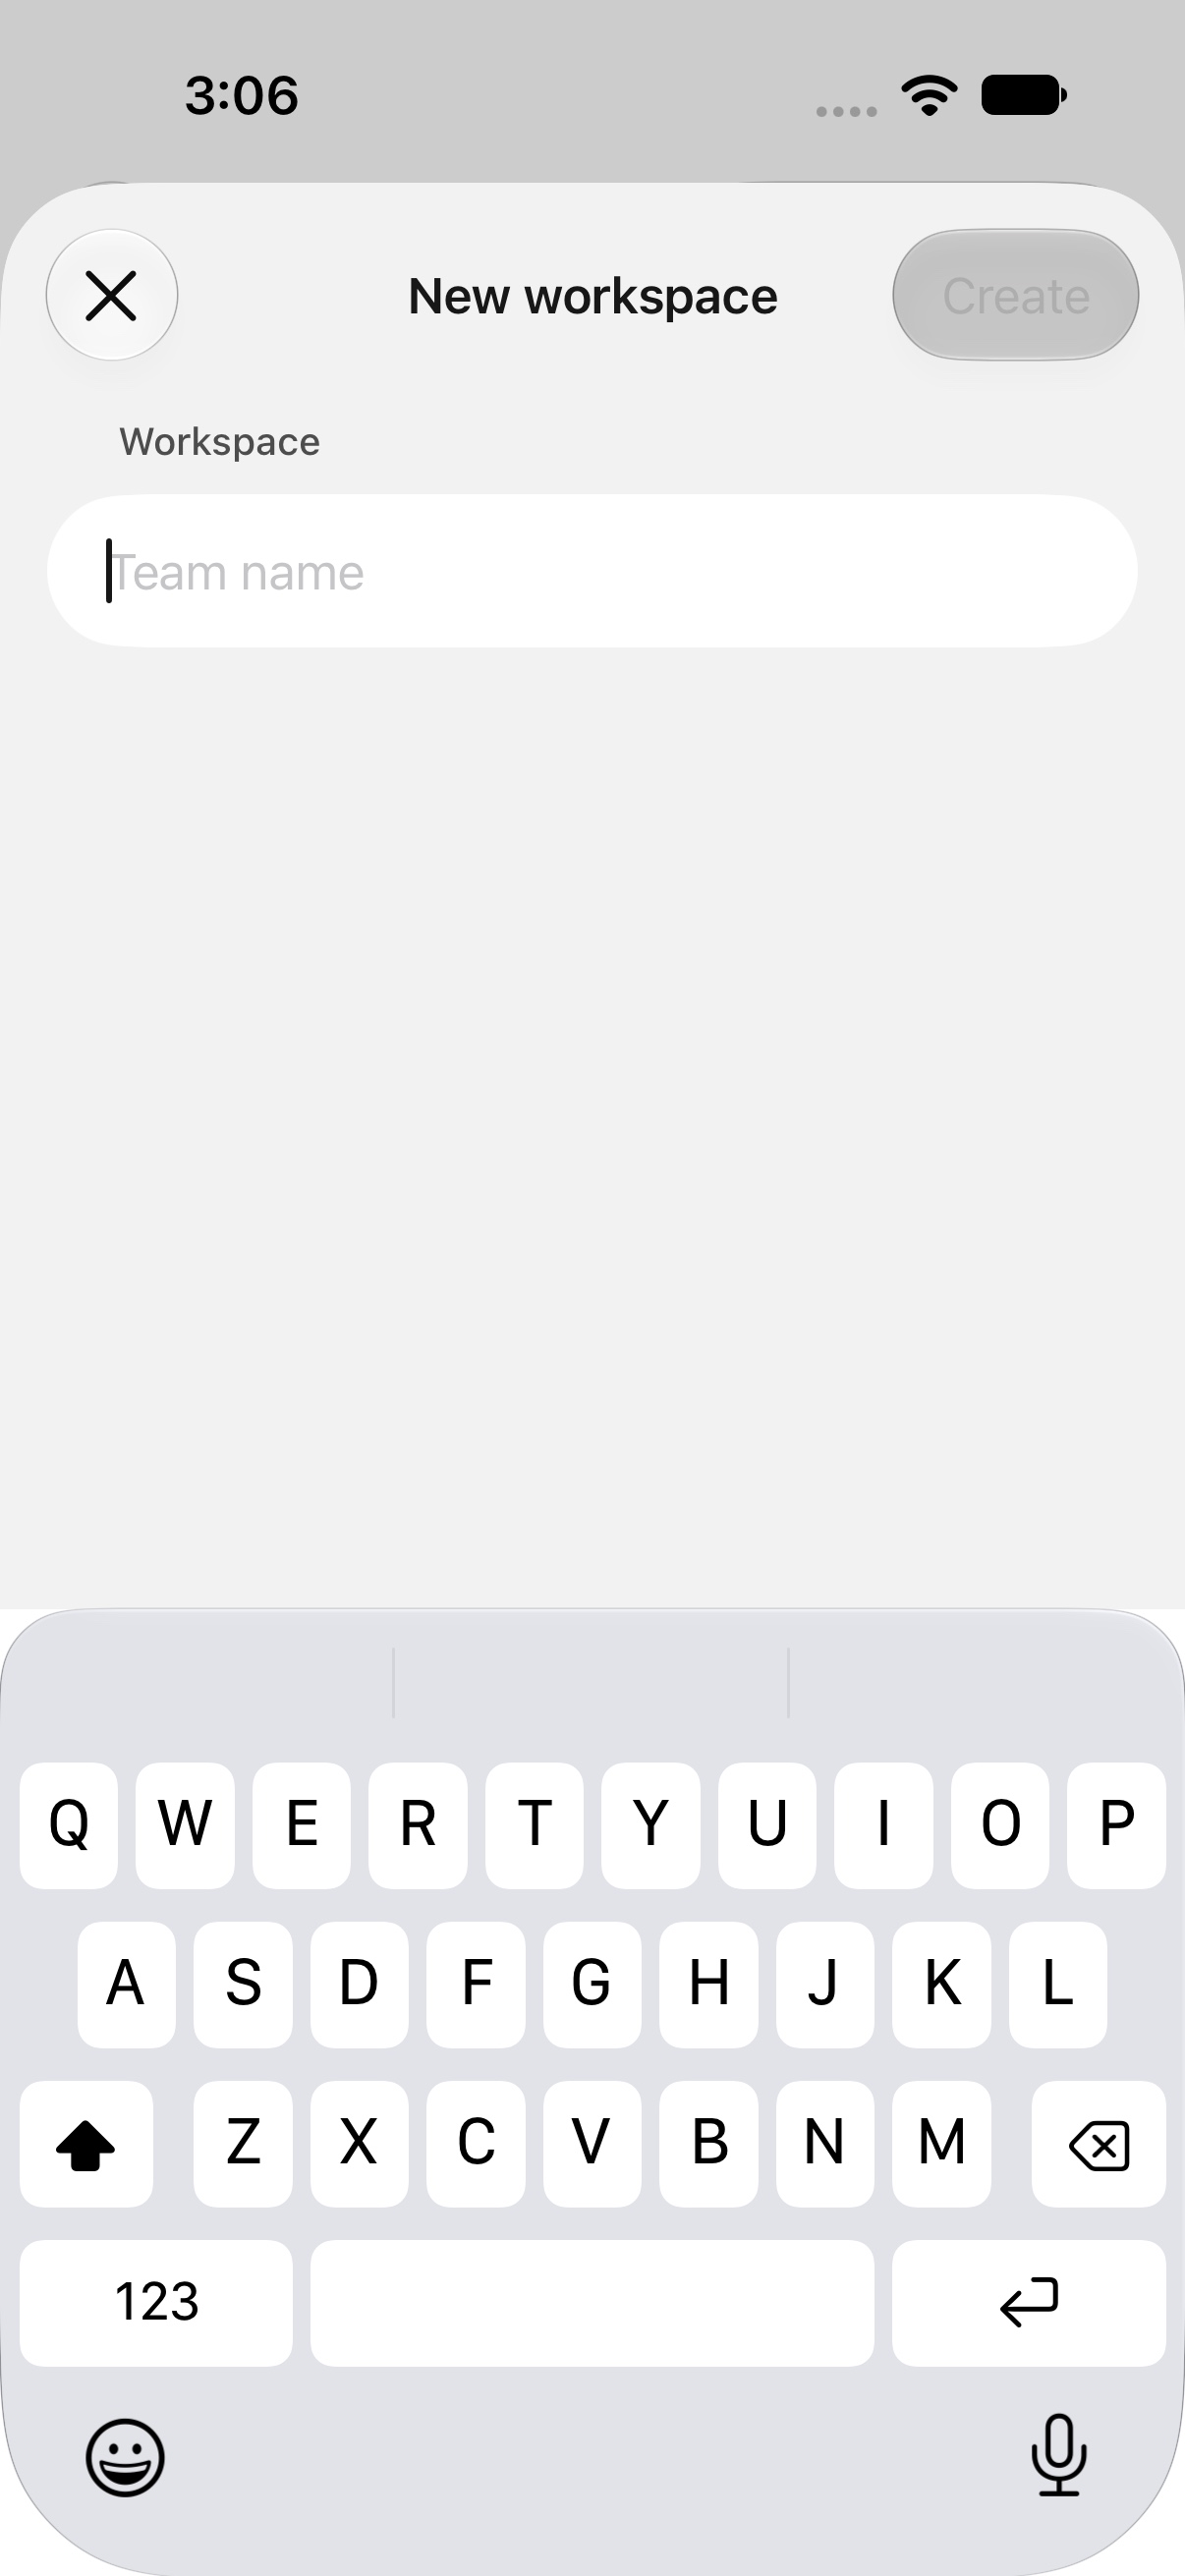 3:06
New workspace
Create
Workspace
Team name
Q W E R T Y U I O P
A S D F G H J K L
Z X C V B N M
123